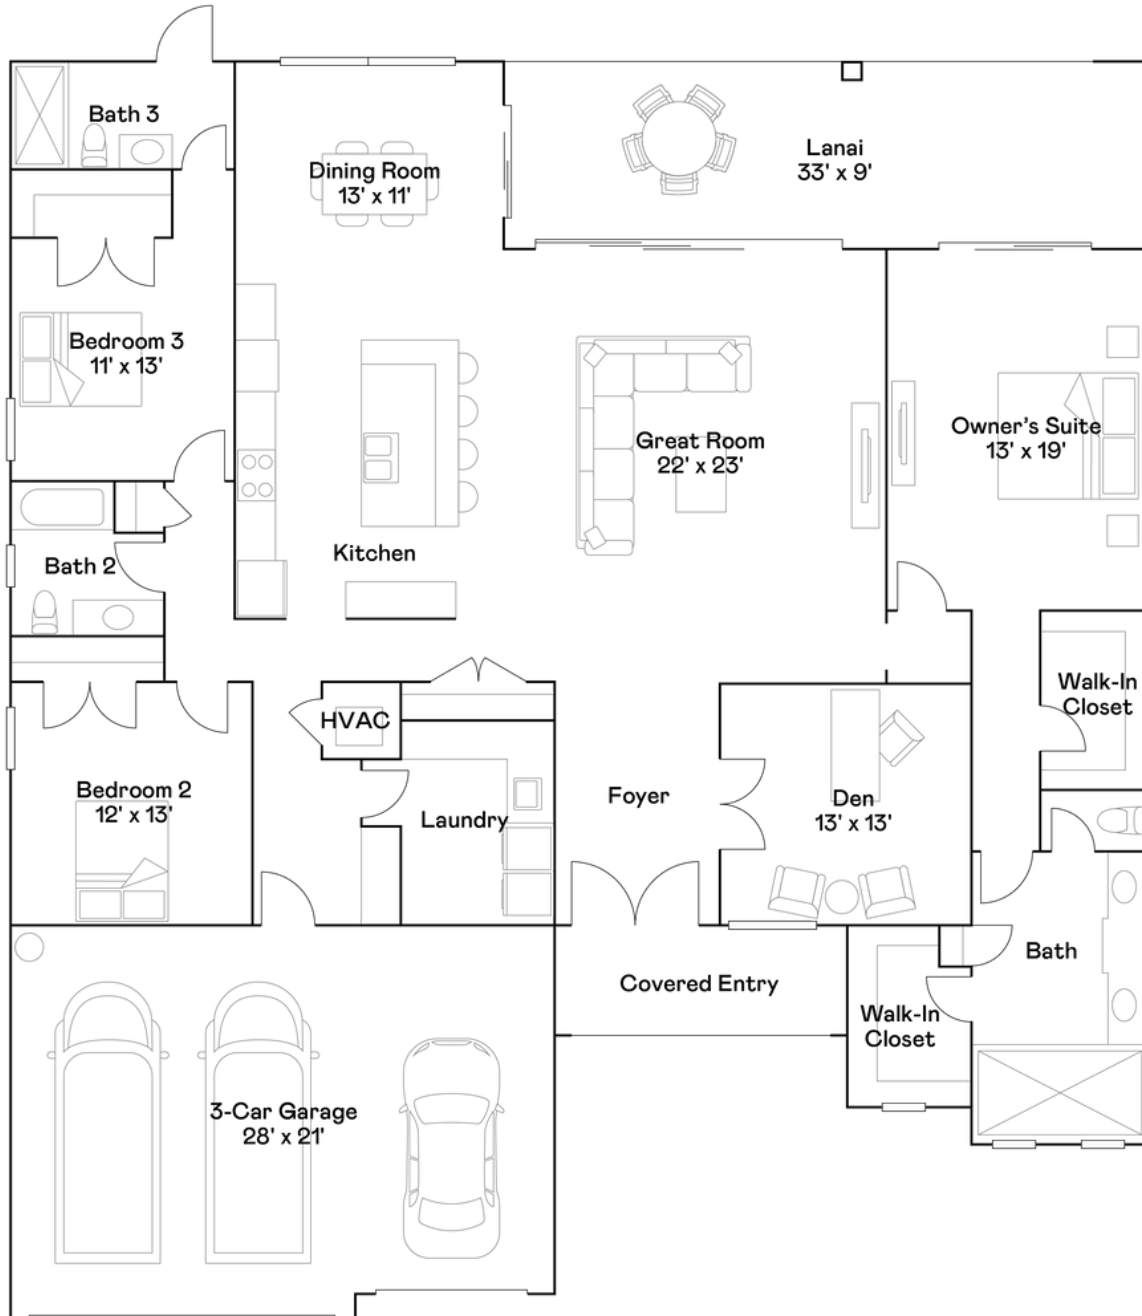 Bath 3
Dining Room
13' x 11'
Lanai
33' x 9'
Bedroom 3
11' x 13'
Great Room
22' x 23'
Owner's Suite
13' x 19'
Kitchen
Bath 2
Walk-In
Closet
HVAC
Bedroom 2
12' x 13'
Laundry
Foyer
Den
13' x 13'
Covered Entry
Bath
Walk-In
Closet
3-Car Garage
28' x 21'